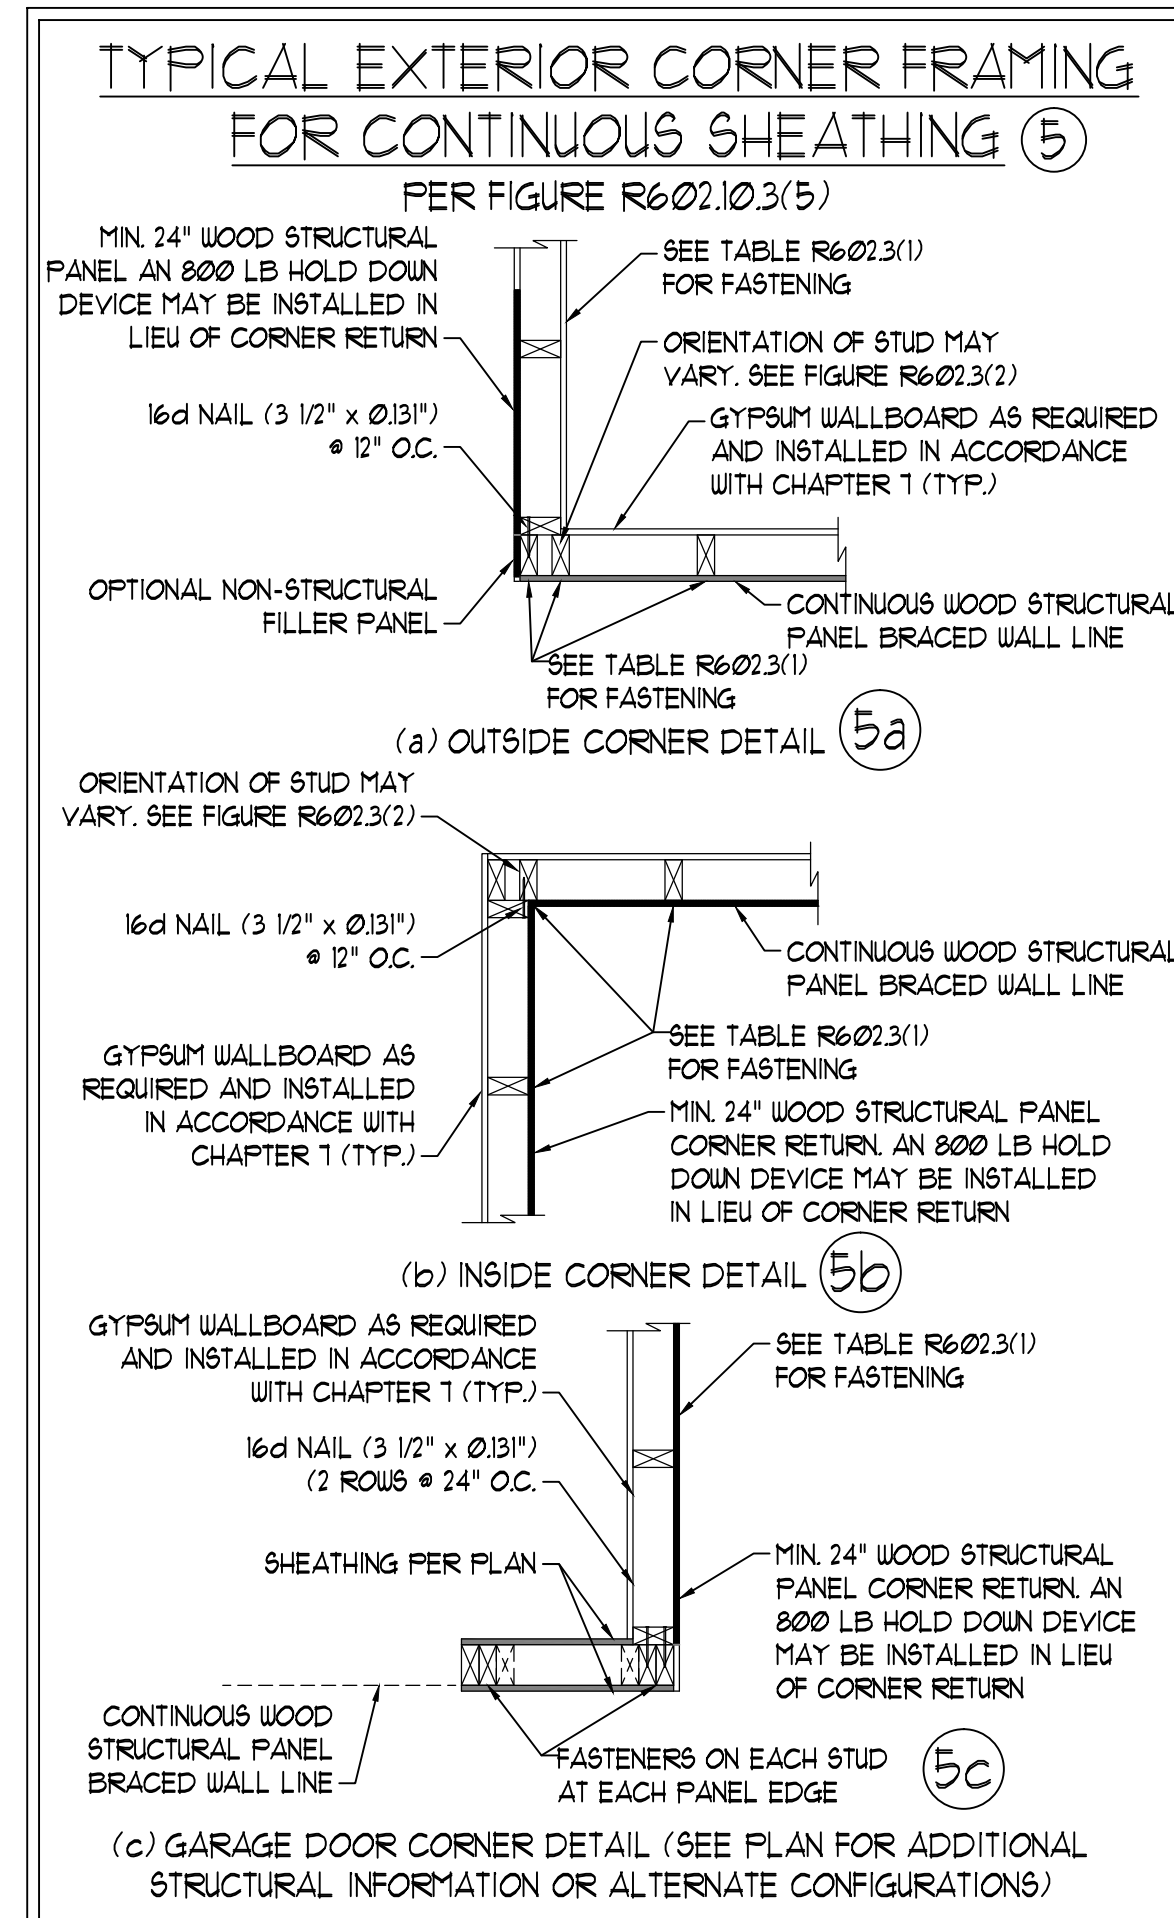 TYPICAL EXTERIOR CORNER FRAMING
FOR CONTINUOUS SHEATHING 5
PER FIGURE R602.10.3(5)
MIN. 24" WOOD STRUCTURAL
PANEL AN 800 LB HOLD DOWN
DEVICE MAY BE INSTALLED IN
LIEU OF CORNER RETURN
16d NAIL (3 1/2" x 0.131")
@ 12" O.C.
OPTIONAL NON-STRUCTURAL
FILLER PANEL
SEE TABLE R602.3(1)
FOR FASTENING
ORIENTATION OF STUD MAY
VARY. SEE FIGURE R602.3(2)
GYPSUM WALLBOARD AS REQUIRED
AND INSTALLED IN ACCORDANCE
WITH CHAPTER 7 (TYP.)
CONTINUOUS WOOD STRUCTURAL
PANEL BRACED WALL LINE
SEE TABLE R602.3(1)
FOR FASTENING
(a) OUTSIDE CORNER DETAIL 5a
ORIENTATION OF STUD MAY
VARY. SEE FIGURE R602.3(2)
16d NAIL (3 1/2" x 0.131")
@ 12" O.C.
GYPSUM WALLBOARD AS
REQUIRED AND INSTALLED
IN ACCORDANCE WITH
CHAPTER 7 (TYP.)
CONTINUOUS WOOD STRUCTURAL
PANEL BRACED WALL LINE
SEE TABLE R602.3(1)
FOR FASTENING
MIN. 24" WOOD STRUCTURAL PANEL
CORNER RETURN. AN 800 LB HOLD
DOWN DEVICE MAY BE INSTALLED
IN LIEU OF CORNER RETURN
(b) INSIDE CORNER DETAIL 5b
GYPSUM WALLBOARD AS REQUIRED
AND INSTALLED IN ACCORDANCE
WITH CHAPTER 7 (TYP.)
16d NAIL (3 1/2" x 0.131")
(2 ROWS @ 24" O.C.
SHEATHING PER PLAN
CONTINUOUS WOOD
STRUCTURAL PANEL
BRACED WALL LINE
SEE TABLE R602.3(1)
FOR FASTENING
MIN. 24" WOOD STRUCTURAL
PANEL CORNER RETURN. AN
800 LB HOLD DOWN DEVICE
MAY BE INSTALLED IN LIEU
OF CORNER RETURN
FASTENERS ON EACH STUD
AT EACH PANEL EDGE
5c
(c) GARAGE DOOR CORNER DETAIL (SEE PLAN FOR ADDITIONAL
STRUCTURAL INFORMATION OR ALTERNATE CONFIGURATIONS)